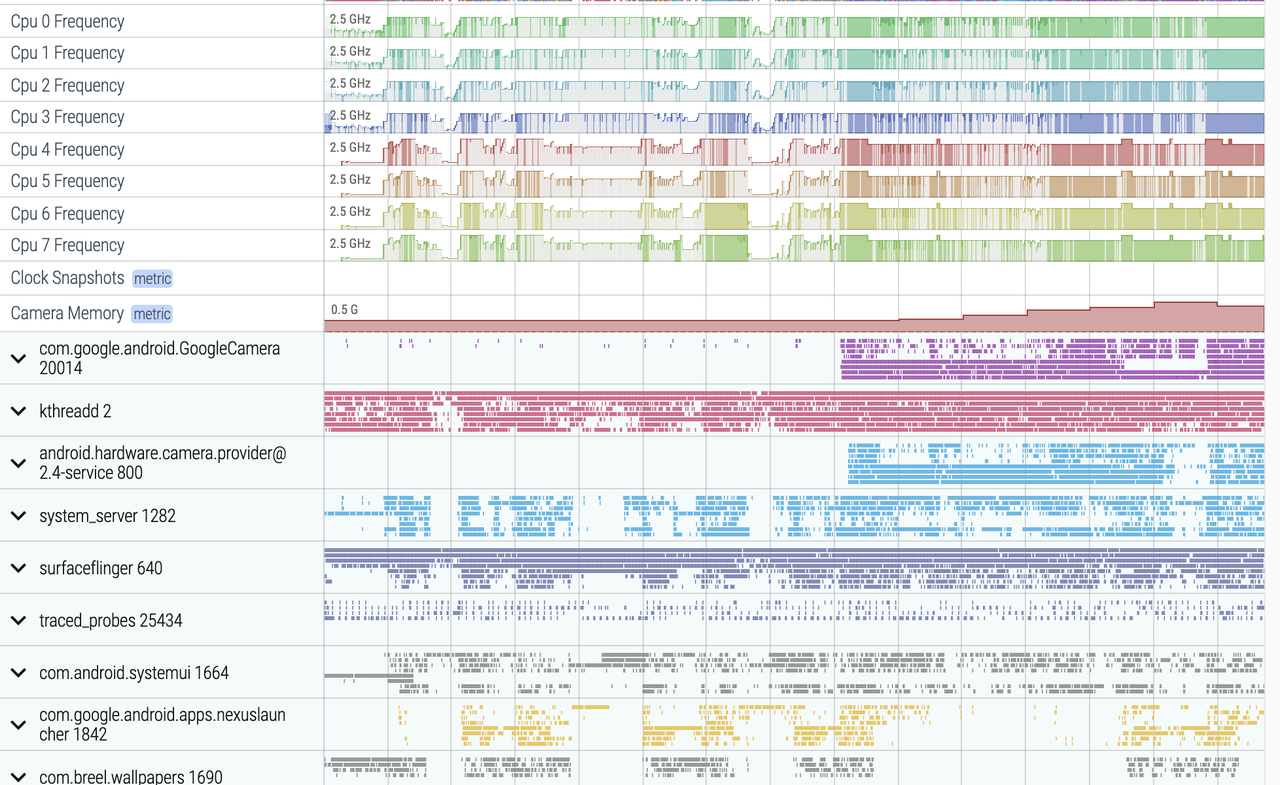 Cpu 0 Frequency 2.5 GHz
Cpu 1 Frequency 2.5 GHz
Cpu 2 Frequency 2.5 GHz
Cpu 3 Frequency 2.5 GHz
Cpu 4 Frequency 2.5 GHz
Cpu 5 Frequency 2.5 GHz
Cpu 6 Frequency 2.5 GHz
Cpu 7 Frequency 2.5 GHz
Clock Snapshots metric
Camera Memory metric 0.5 G
com.google.android.GoogleCamera
20014
kthreadd 2
android.hardware.camera.provider@
2.4-service 800
system_server 1282
surfaceflinger 640
traced_probes 25434
com.android.systemui 1664
com.google.android.apps.nexuslaun
cher 1842
com.breel.wallpapers 1690